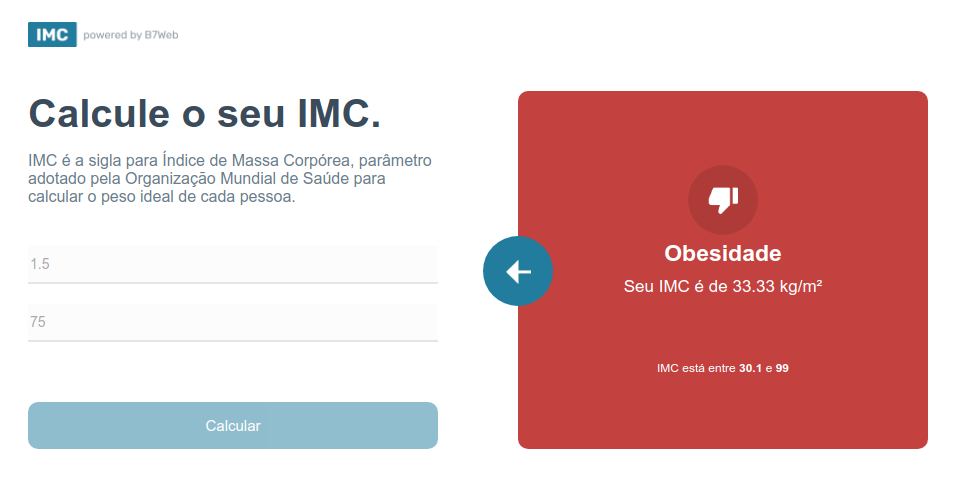 IMC powered by B7Web
Calcule o seu IMC.
IMC é a sigla para Índice de Massa Corpórea, parâmetro
adotado pela Organização Mundial de Saúde para
calcular o peso ideal de cada pessoa.
1.5
75
Calcular
Obesidade
Seu IMC é de 33.33 kg/m²
IMC está entre 30.1 e 99